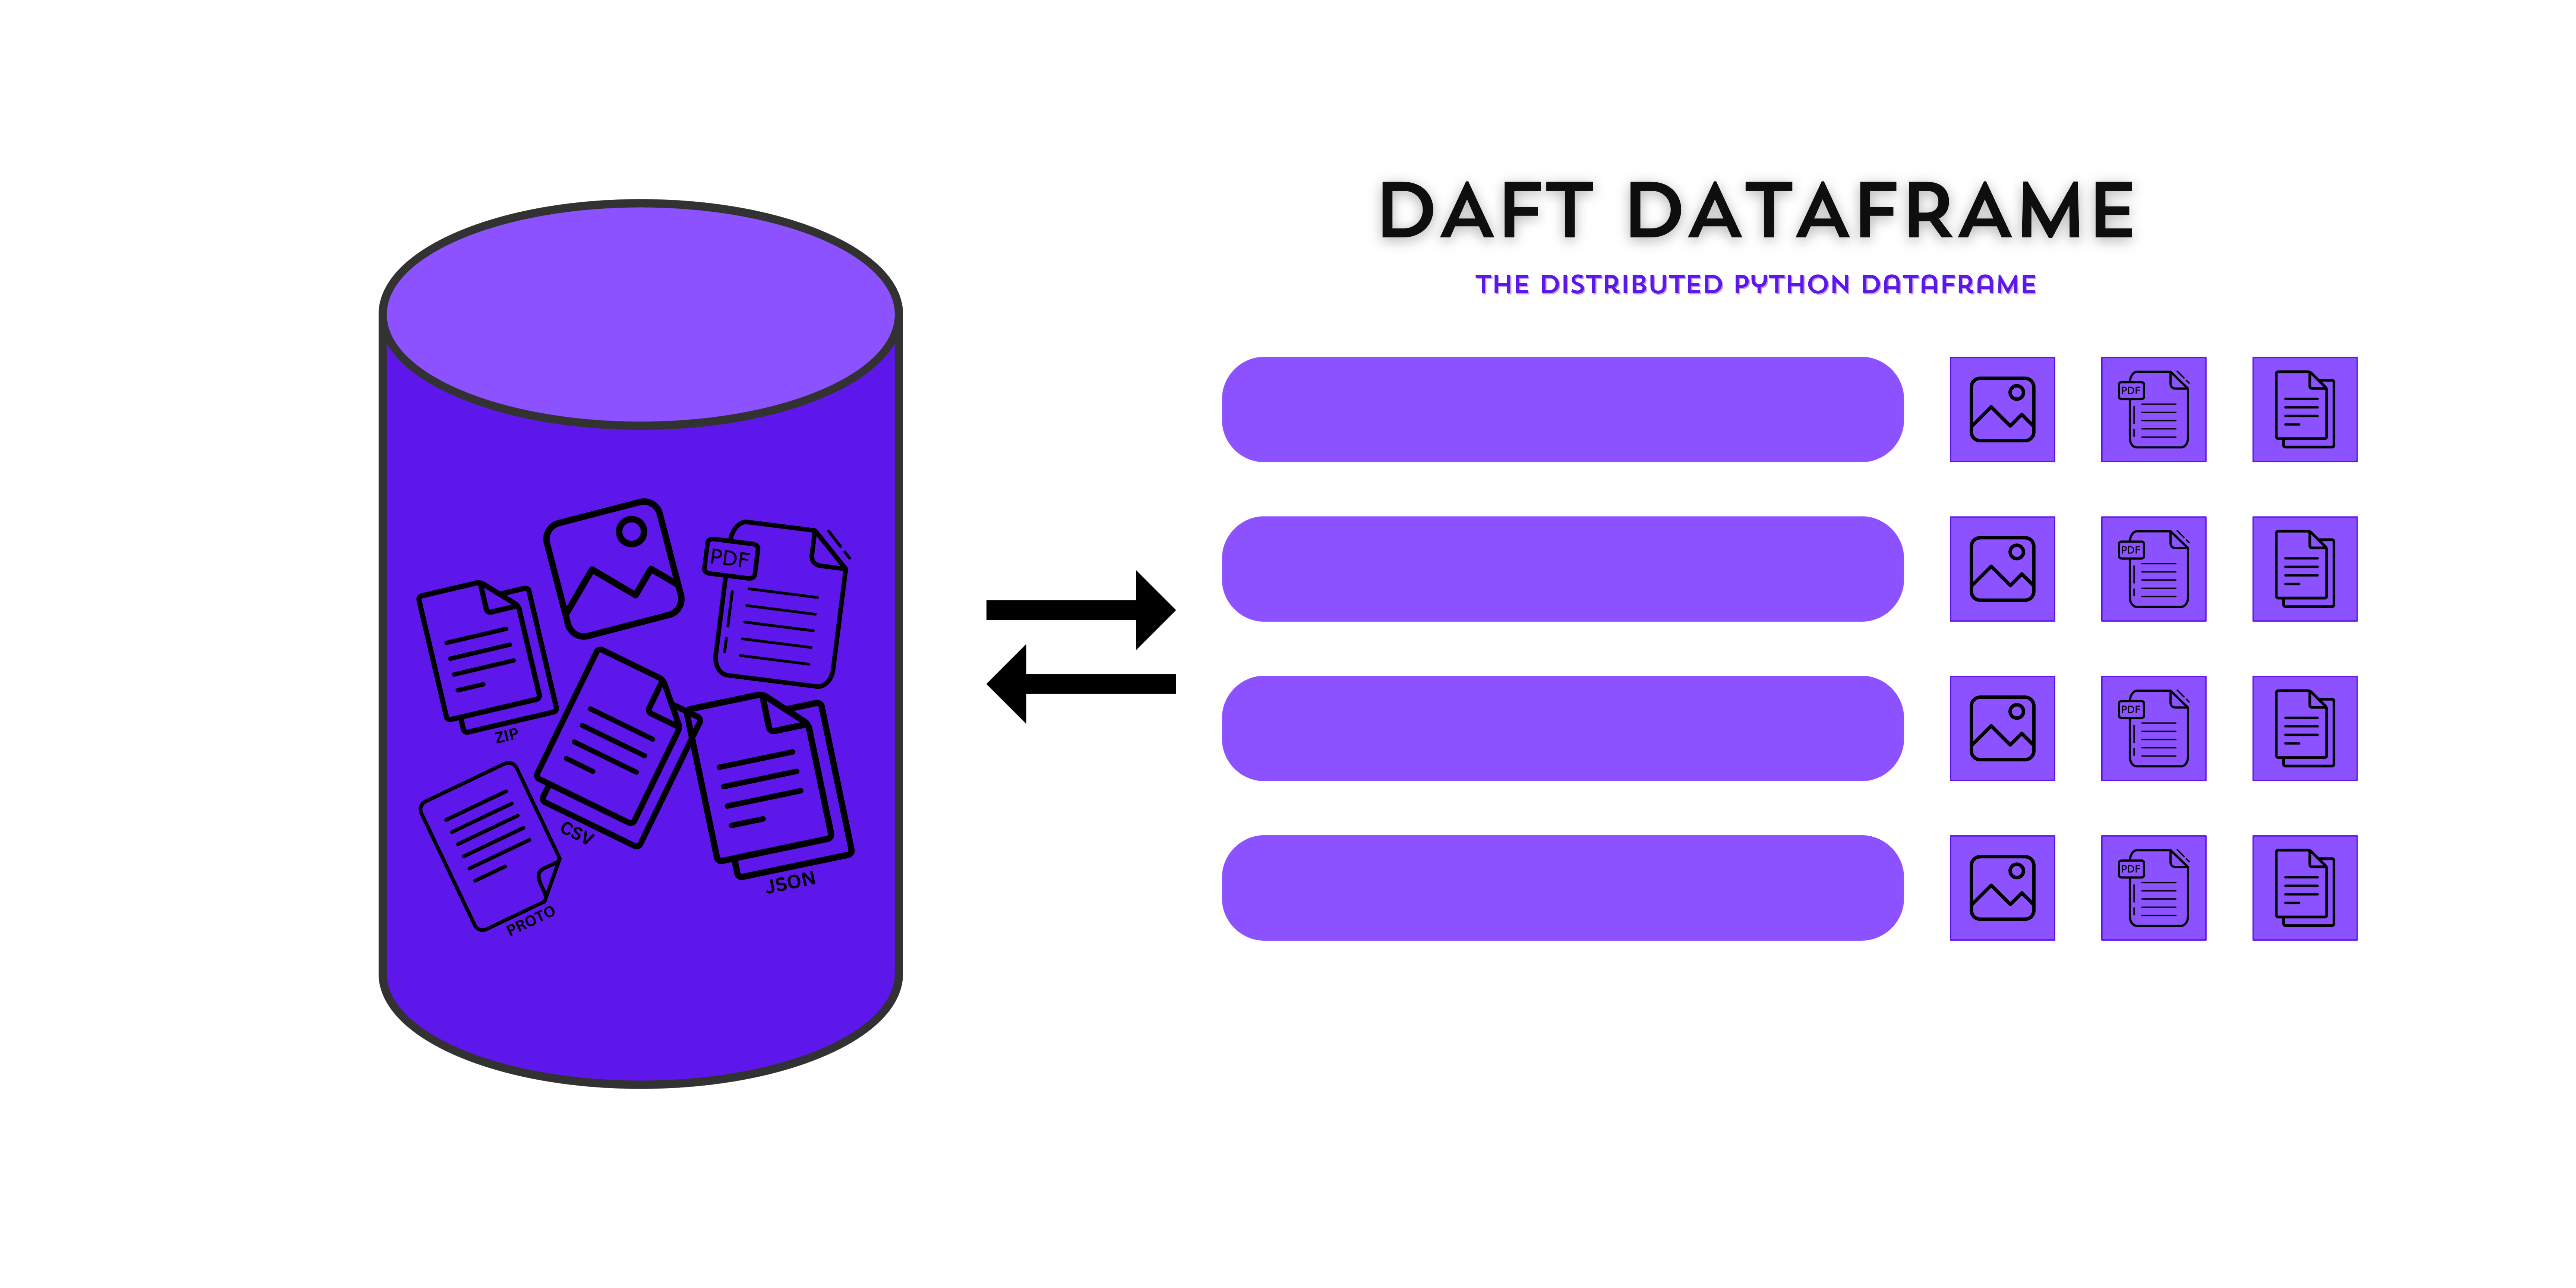 DAFT DATAFRAME
THE DISTRIBUTED PYTHON DATAFRAME
PDF
ZIP
CSV
JSON
PROTO
PDF
PDF
PDF
PDF